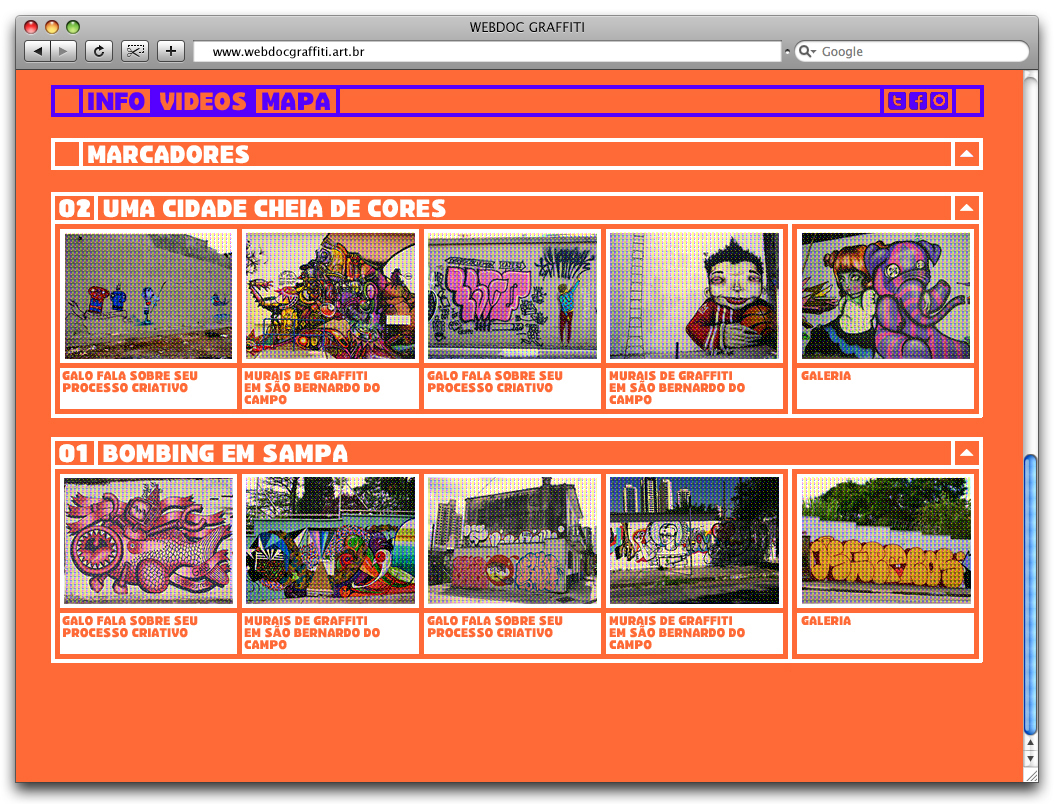 WEBDOC GRAFFITI
www.webdocgraffiti.art.br
Google
INFO VIDEOS MAPA
MARCADORES
02 UMA CIDADE CHEIA DE CORES
GALO FALA SOBRE SEU
PROCESSO CRIATIVO
MURAIS DE GRAFFITI
EM SÃO BERNARDO DO
CAMPO
GALO FALA SOBRE SEU
PROCESSO CRIATIVO
MURAIS DE GRAFFITI
EM SÃO BERNARDO DO
CAMPO
GALERIA
01 BOMBING EM SAMPA
GALO FALA SOBRE SEU
PROCESSO CRIATIVO
MURAIS DE GRAFFITI
EM SÃO BERNARDO DO
CAMPO
GALO FALA SOBRE SEU
PROCESSO CRIATIVO
MURAIS DE GRAFFITI
EM SÃO BERNARDO DO
CAMPO
GALERIA